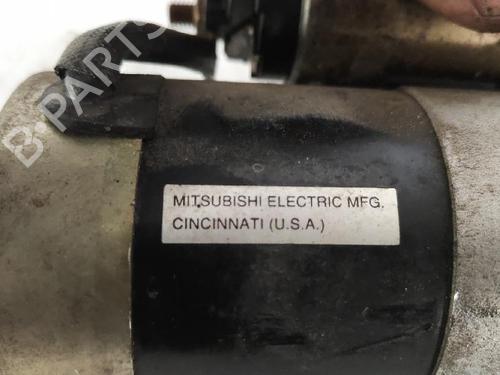 MITSUBISHI ELECTRIC MFG.
CINCINNATI (U.S.A.)
B-PARTS